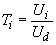 T_i = U_i / U_d